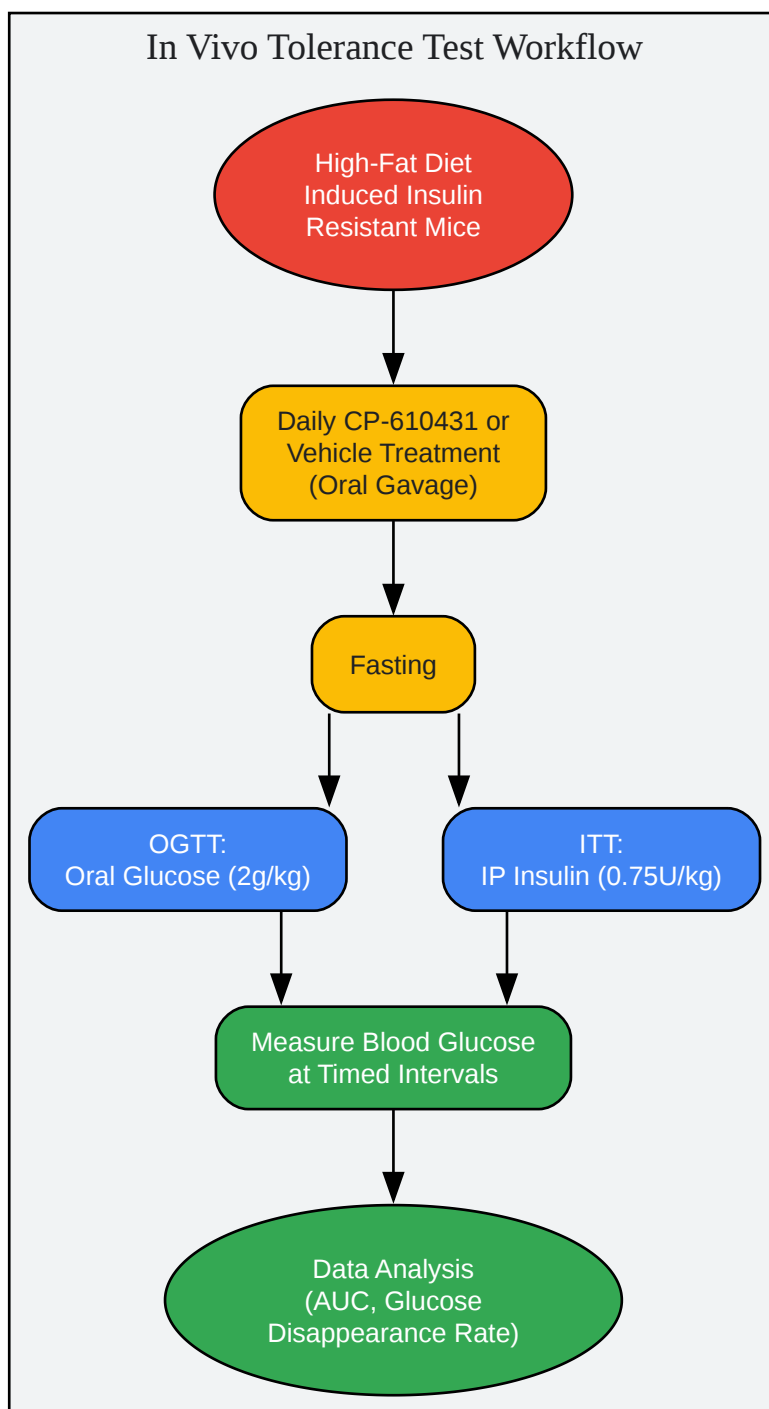 In Vivo Tolerance Test Workflow
High-Fat Diet
Induced Insulin
Resistant Mice
Daily CP-610431 or
Vehicle Treatment
(Oral Gavage)
Fasting
OGTT:
Oral Glucose (2g/kg)
ITT:
IP Insulin (0.75U/kg)
Measure Blood Glucose
at Timed Intervals
Data Analysis
(AUC, Glucose
Disappearance Rate)